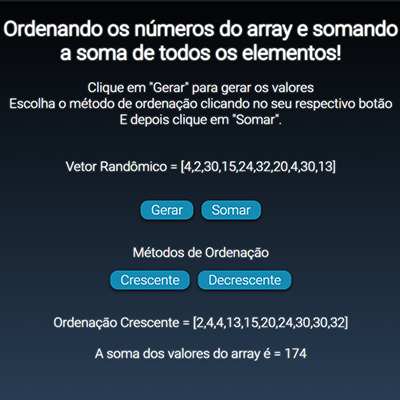 Ordenando os números do array e somando
a soma de todos os elementos!
Clique em "Gerar" para gerar os valores
Escolha o método de ordenação clicando no seu respectivo botão
E depois clique em "Somar".
Vetor Randômico = [4,2,30,15,24,32,20,4,30,13]
Gerar Somar
Métodos de Ordenação
Crescente Decrescente
Ordenação Crescente = [2,4,4,13,15,20,24,30,30,32]
A soma dos valores do array é = 174